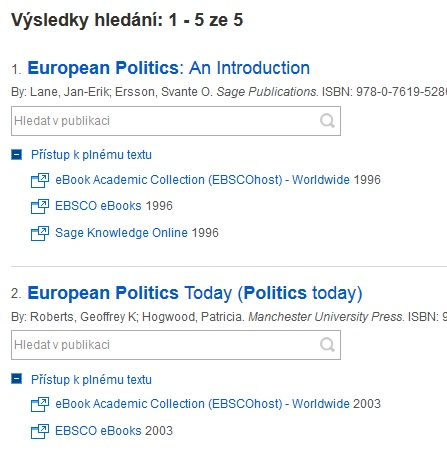 Výsledky hledání: 1 - 5 ze 5
1. European Politics: An Introduction
By: Lane, Jan-Erik; Ersson, Svante O. Sage Publications. ISBN: 978-0-7619-528
Hledat v publikaci
Přístup k plnému textu
eBook Academic Collection (EBSCOhost) - Worldwide 1996
EBSCO eBooks 1996
Sage Knowledge Online 1996
2. European Politics Today (Politics today)
By: Roberts, Geoffrey K; Hogwood, Patricia. Manchester University Press. ISBN: 9
Hledat v publikaci
Přístup k plnému textu
eBook Academic Collection (EBSCOhost) - Worldwide 2003
EBSCO eBooks 2003